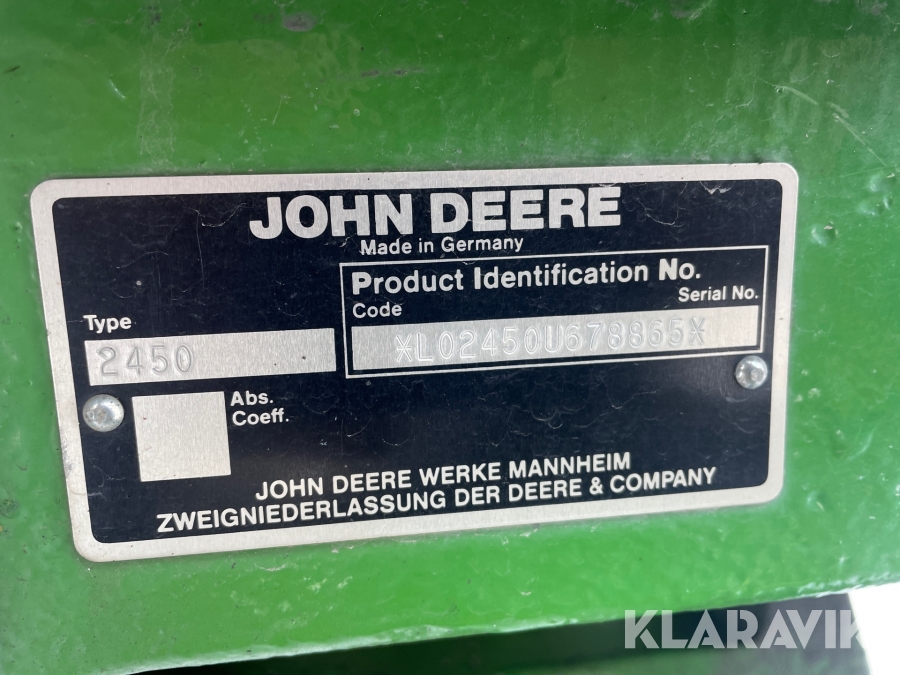 JOHN DEERE
Made in Germany
Product Identification No.
Code
Serial No.
*L02450U678865*
Type
2450
Abs.
Coeff.
JOHN DEERE WERKE MANNHEIM
ZWEIGNIEDERLASSUNG DER DEERE & COMPANY
KLARAVIK